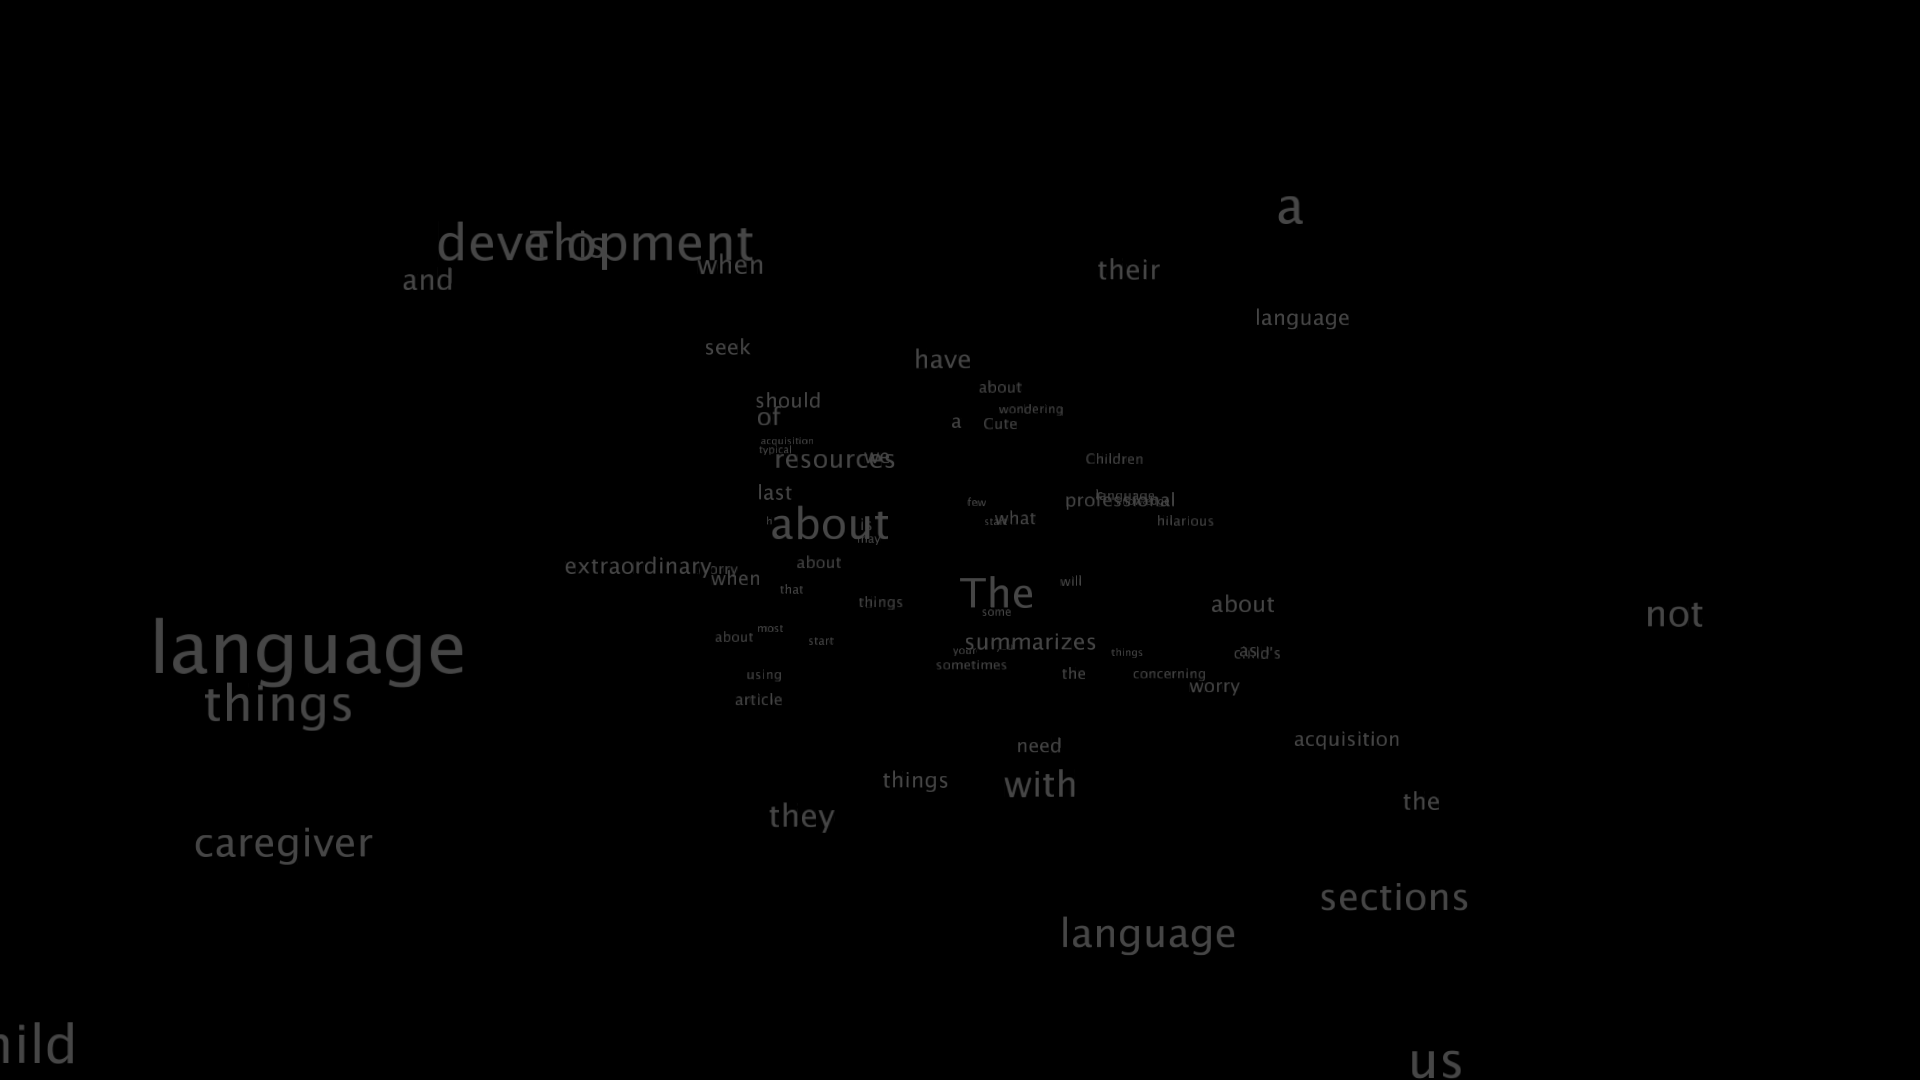 a
development
This
when
and
their
language
seek
have
about
should
wondering
of
a
Cute
acquisition
typical
resources
we
Children
last
language
professional
few
what
about
is
hilarious
may
extraordinary
about
when
will
that
things
The
about
some
not
most
about
start
summarizes
language
your
things
as
child's
sometimes
using
the
concerning
worry
article
things
acquisition
need
things
with
the
they
caregiver
sections
language
us